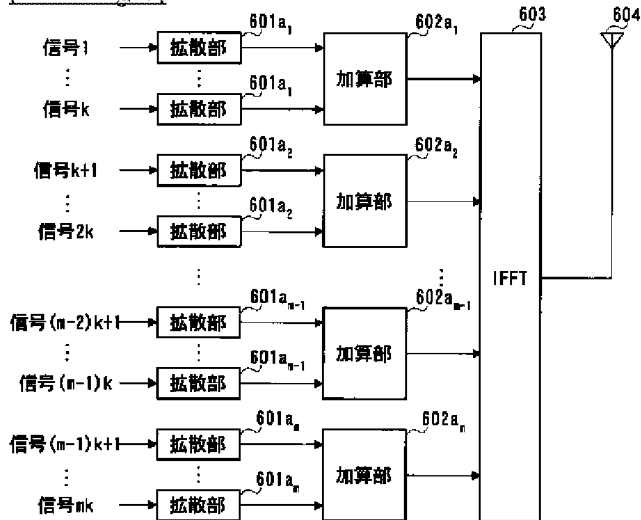 603
604
601a₁
602a₁
信号1
拡散部
加算部
⋮
⋮
601a₁
信号k
拡散部
601a₂
602a₂
信号k+1
拡散部
加算部
⋮
⋮
601a₂
信号2k
拡散部
IFFT
⋮
⋮
601aₘ₋₁
602aₘ₋₁
信号(m-2)k+1
拡散部
加算部
⋮
⋮
601aₘ₋₁
信号(m-1)k
拡散部
601aₘ
602aₘ
信号(m-1)k+1
拡散部
加算部
⋮
⋮
601aₘ
信号mk
拡散部